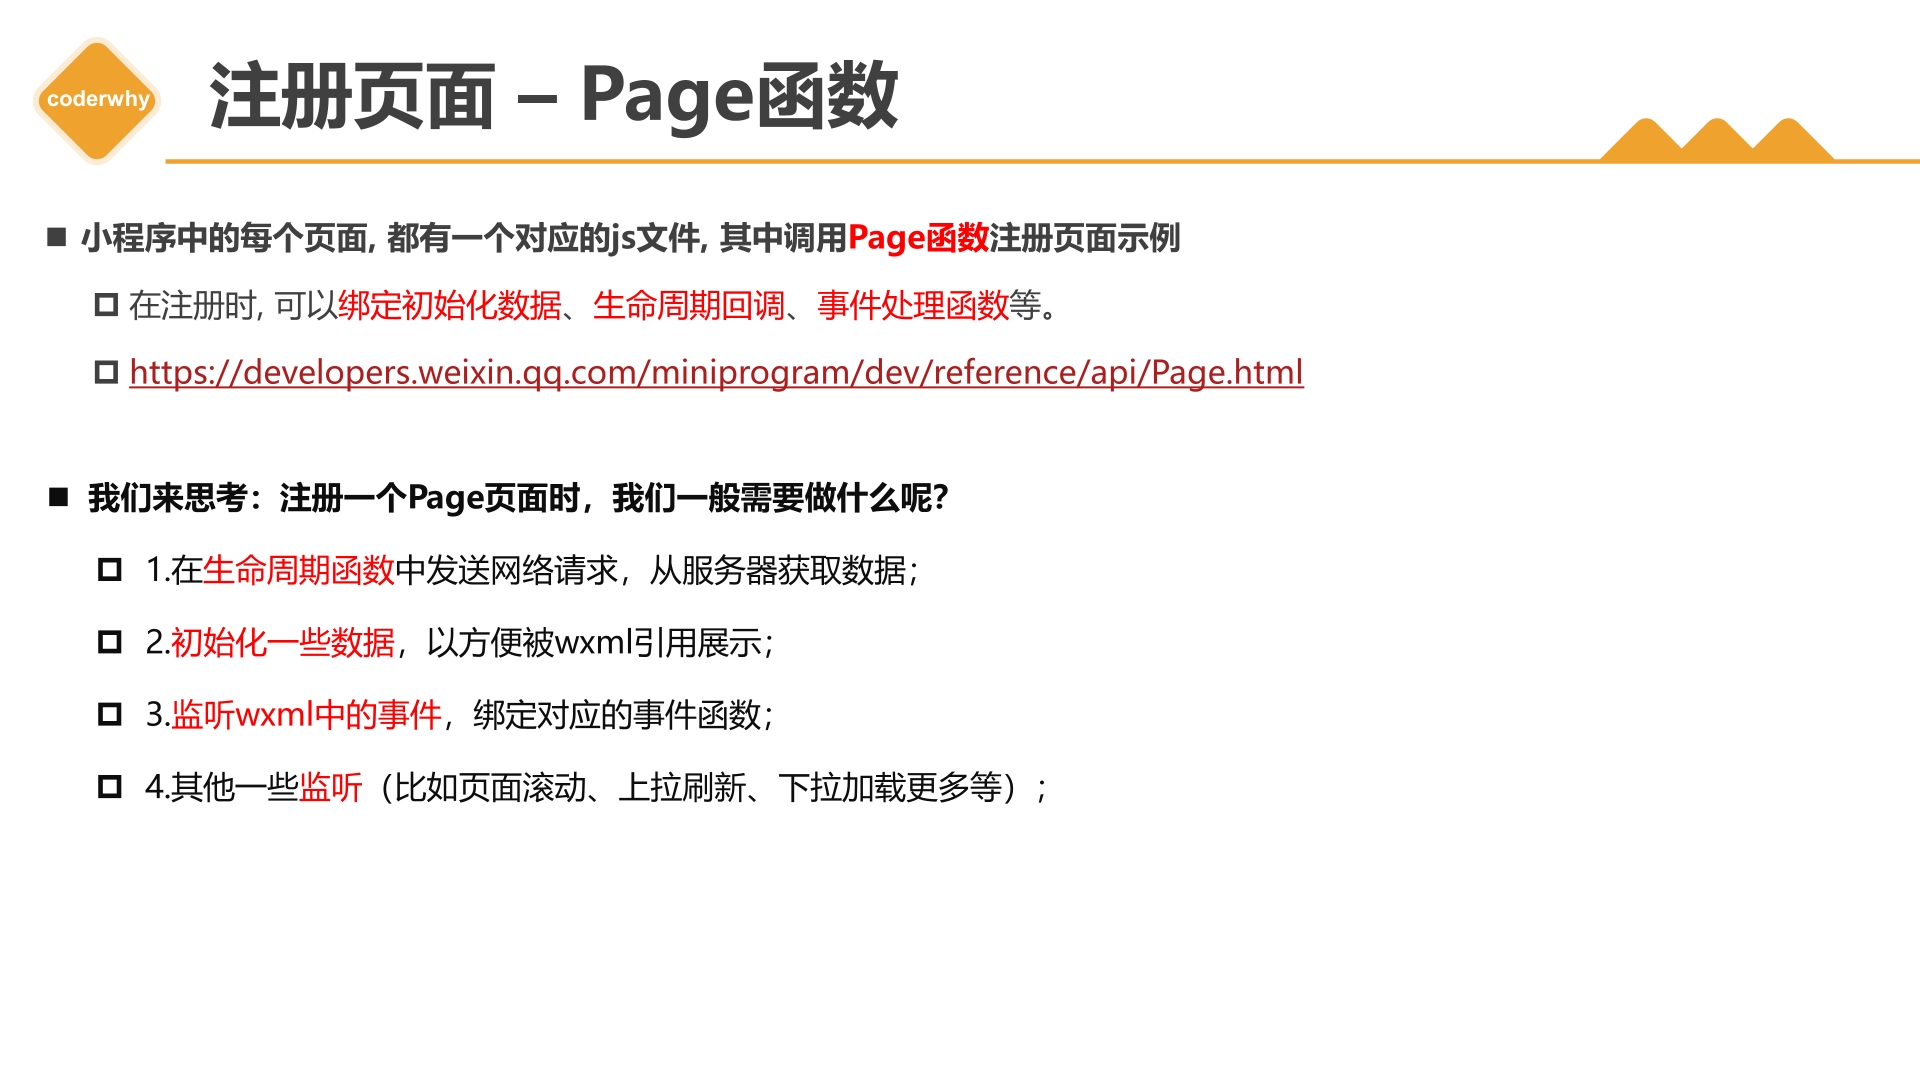 coderwhy
注册页面 – Page函数
小程序中的每个页面, 都有一个对应的js文件, 其中调用Page函数注册页面示例
在注册时, 可以绑定初始化数据、生命周期回调、事件处理函数等。
https://developers.weixin.qq.com/miniprogram/dev/reference/api/Page.html
我们来思考：注册一个Page页面时，我们一般需要做什么呢？
1.在生命周期函数中发送网络请求，从服务器获取数据；
2.初始化一些数据，以方便被wxml引用展示；
3.监听wxml中的事件，绑定对应的事件函数；
4.其他一些监听（比如页面滚动、上拉刷新、下拉加载更多等）；